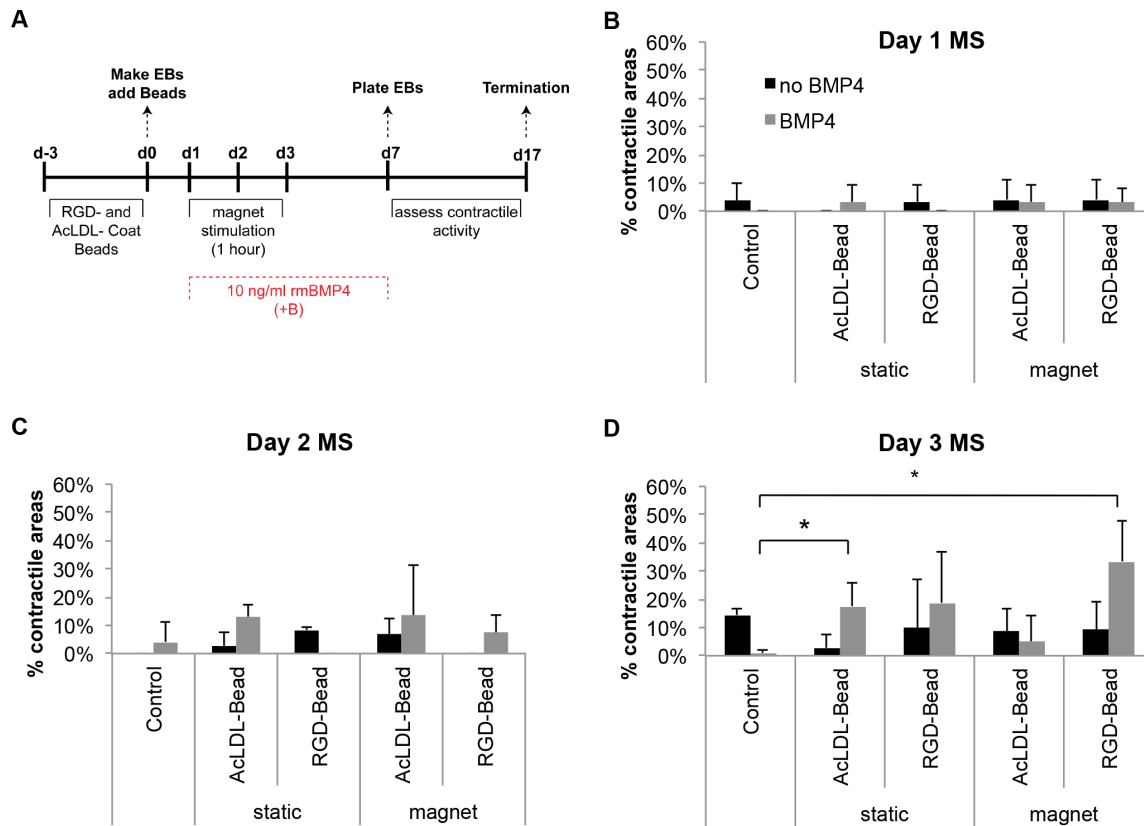 A
Make EBs
add Beads
Plate EBs
Termination
d-3
d0
d1
d2
d3
d7
d17
RGD- and
AcLDL- Coat
Beads
magnet
stimulation
(1 hour)
assess contractile
activity
10 ng/ml rmBMP4
(+B)
B
Day 1 MS
% contractile areas
60%
50%
40%
30%
20%
10%
0%
no BMP4
BMP4
Control
AcLDL-Bead
RGD-Bead
AcLDL-Bead
RGD-Bead
static
magnet
C
Day 2 MS
% contractile areas
60%
50%
40%
30%
20%
10%
0%
Control
AcLDL-Bead
RGD-Bead
AcLDL-Bead
RGD-Bead
static
magnet
D
Day 3 MS
% contractile areas
60%
50%
40%
30%
20%
10%
0%
*
*
Control
AcLDL-Bead
RGD-Bead
AcLDL-Bead
RGD-Bead
static
magnet